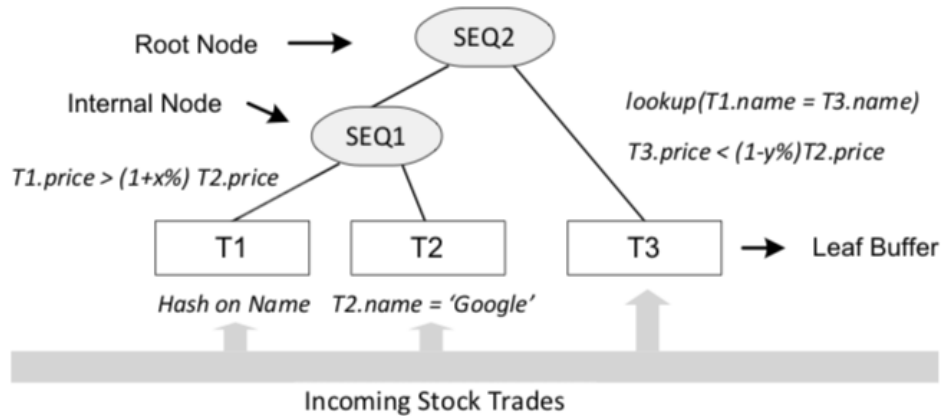 SEQ2
Root Node
Internal Node
lookup(T1.name = T3.name)
SEQ1
T3.price < (1-y%)T2.price
T1.price > (1+x%) T2.price
T1
T2
T3
Leaf Buffer
Hash on Name
T2.name = ‘Google’
Incoming Stock Trades